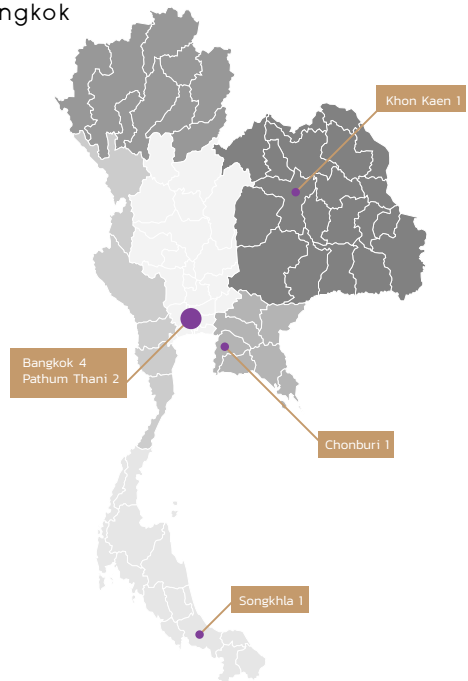 ngkok
Khon Kaen 1
Bangkok 4
Pathum Thani 2
Chonburi 1
Songkhla 1